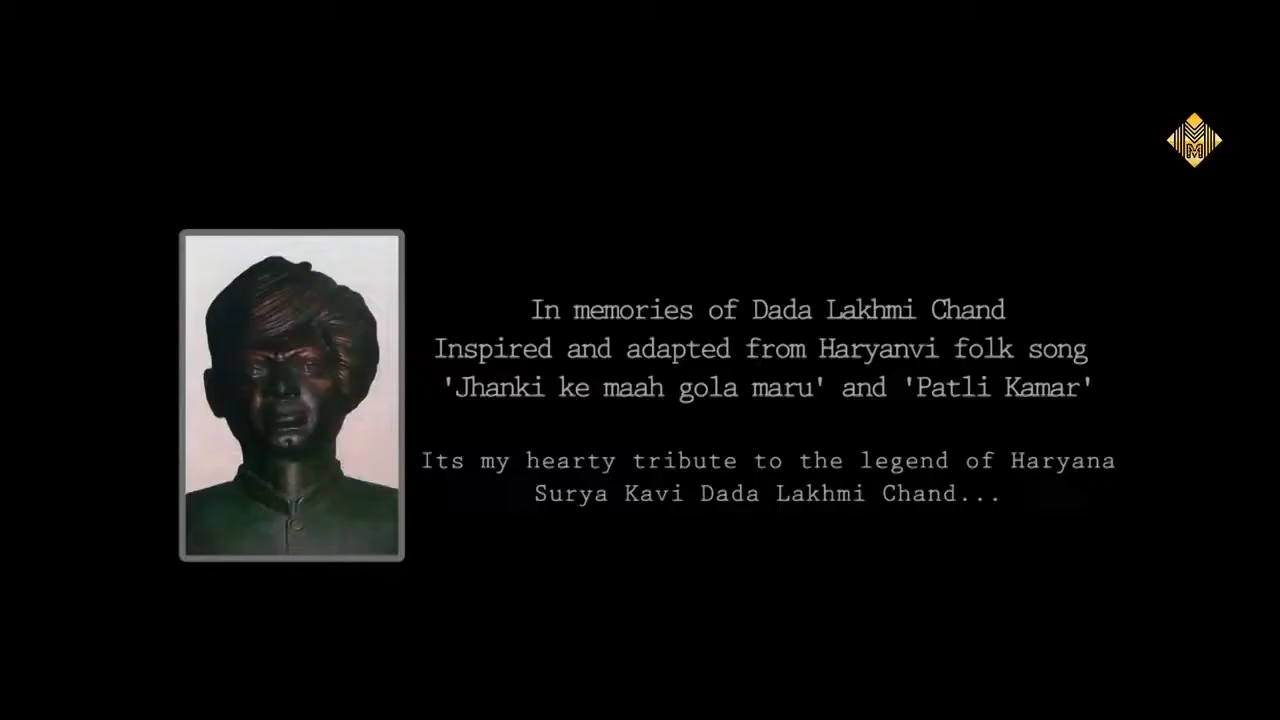 In memories of Dada Lakhmi Chand
Inspired and adapted from Haryanvi folk song
'Jhanki ke maah gola maru' and 'Patli Kamar'
Its my hearty tribute to the legend of Haryana
Surya Kavi Dada Lakhmi Chand...
M